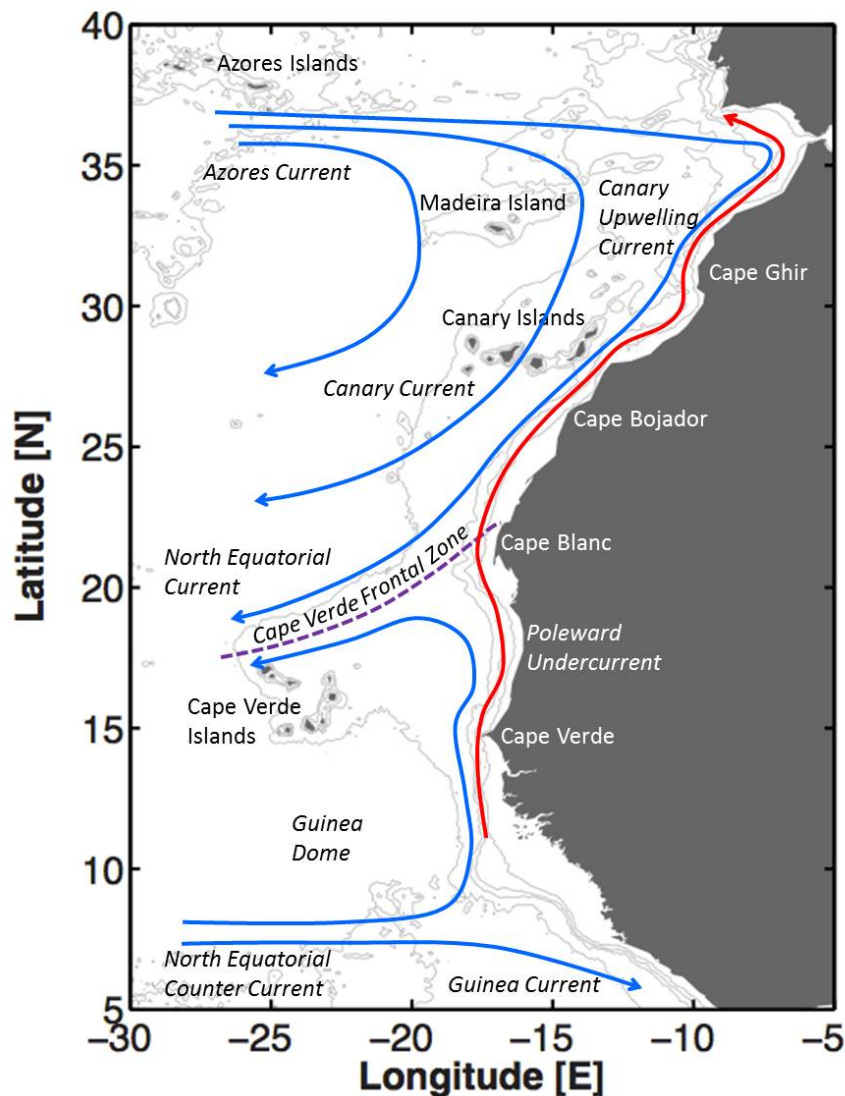 40
Azores Islands
Azores Current
35
Canary
Upwelling
Current
Madeira Island
Cape Ghir
30
Canary Islands
Canary Current
Cape Bojador
25
Latitude [N]
North Equatorial
Current
Cape Verde Frontal Zone
Cape Blanc
20
Poleward
Undercurrent
Cape Verde
Islands
Cape Verde
15
Guinea
Dome
10
North Equatorial
Counter Current
Guinea Current
5
−30
−25
−20
−15
−10
−5
Longitude [E]